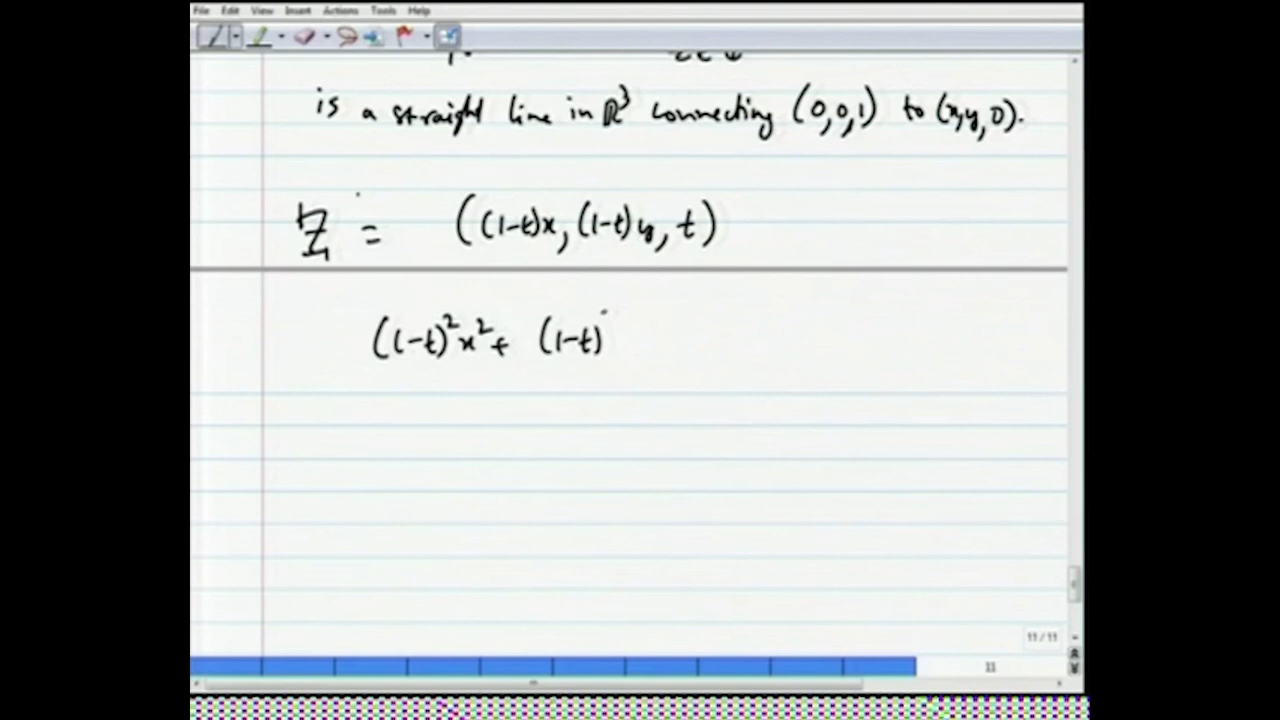 File Edit View Insert Actions Tools Help
is a straight line in ℝ³ connecting (0,0,1) to (x,y,0).
Z = ((1-t)x, (1-t)y, t)
(1-t)²x² + (1-t)
11 / 11
11